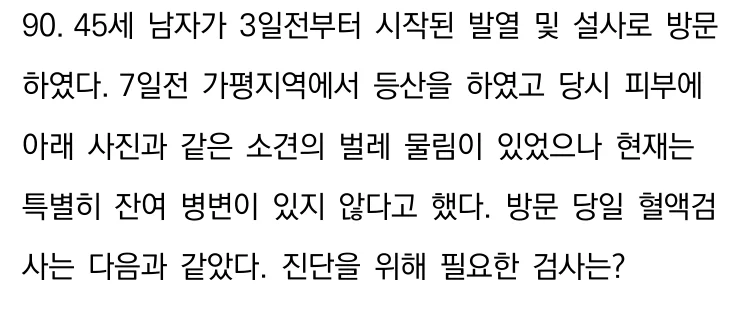 90. 45세 남자가 3일전부터 시작된 발열 및 설사로 방문
하였다. 7일전 가평지역에서 등산을 하였고 당시 피부에
아래 사진과 같은 소견의 벌레 물림이 있었으나 현재는
특별히 잔여 병변이 있지 않다고 했다. 방문 당일 혈액검
사는 다음과 같았다. 진단을 위해 필요한 검사는?